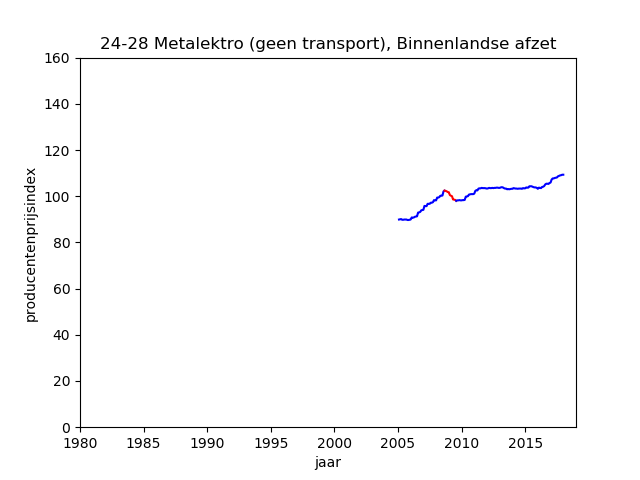 24-28 Metalektro (geen transport), Binnenlandse afzet
160
140
120
100
80
60
40
20
0
producentenprijsindex
1980 1985 1990 1995 2000 2005 2010 2015
jaar